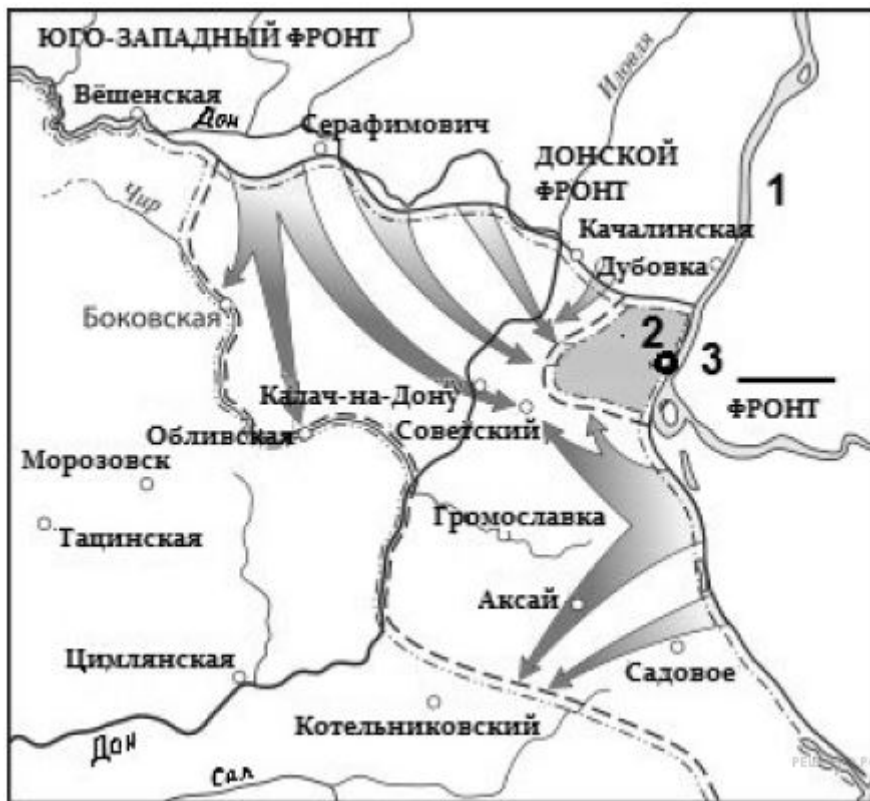 ЮГО-ЗАПАДНЫЙ ФРОНТ
Иловля
Вёшенская
Дон
Серафимович
ДОНСКОЙ
ФРОНТ
1
Чир
Качалинская
Дубовка
Боковская
2
3
Калач-на-Дону
ФРОНТ
Советский
Обливская
Морозовск
Громославка
Тацинская
Аксай
Цимлянская
Садовое
Котельниковский
Дон
Сал